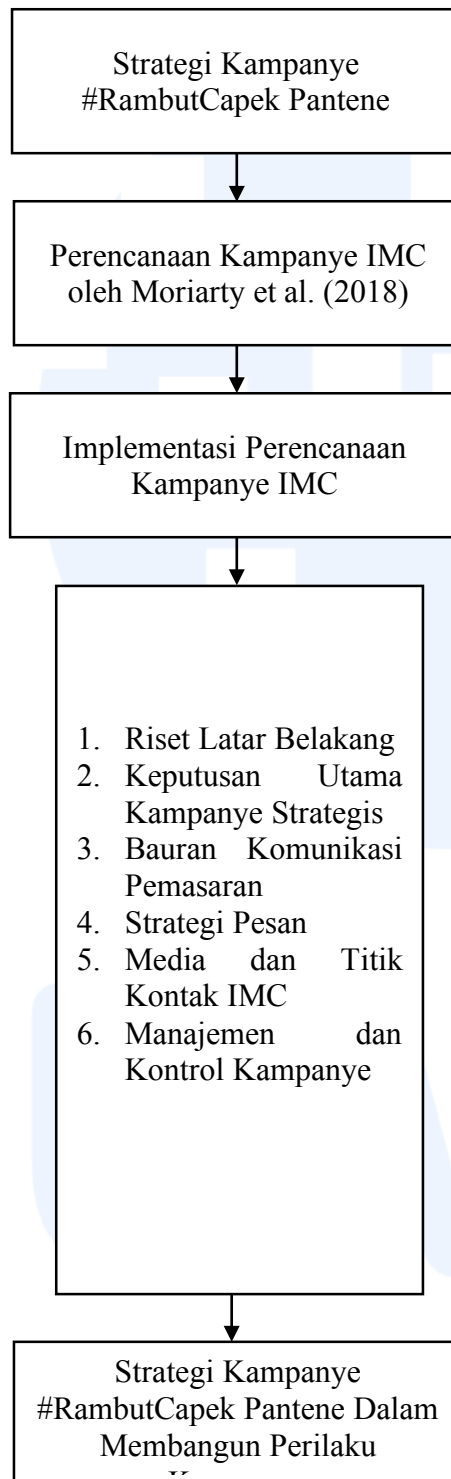 Strategi Kampanye
#RambutCapek Pantene
Perencanaan Kampanye IMC
oleh Moriarty et al. (2018)
Implementasi Perencanaan
Kampanye IMC
1. Riset Latar Belakang
2. Keputusan Utama
Kampanye Strategis
3. Bauran Komunikasi
Pemasaran
4. Strategi Pesan
5. Media dan Titik
Kontak IMC
6. Manajemen dan
Kontrol Kampanye
Strategi Kampanye
#RambutCapek Pantene Dalam
Membangun Perilaku